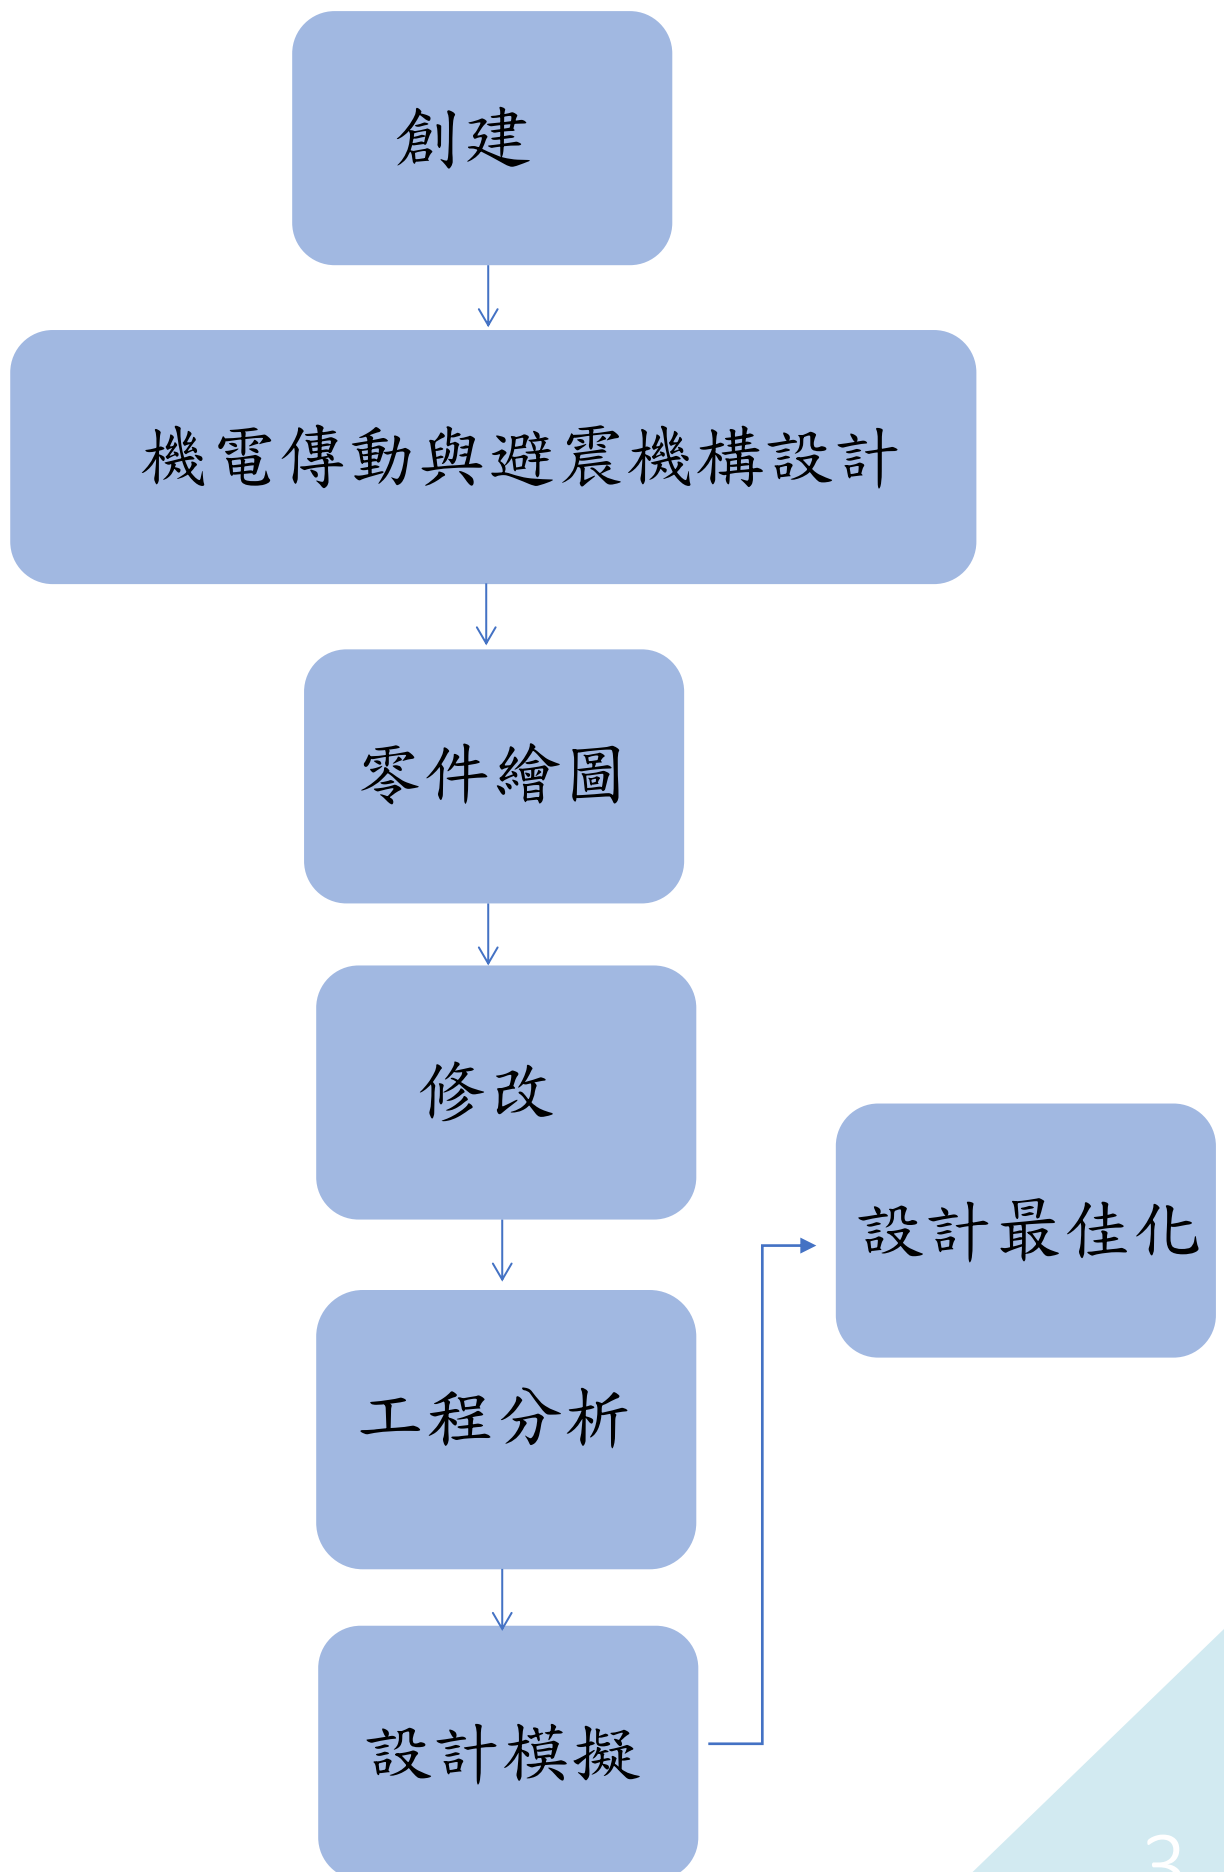 創建
機電傳動與避震機構設計
零件繪圖
修改
工程分析
設計模擬
設計最佳化
3